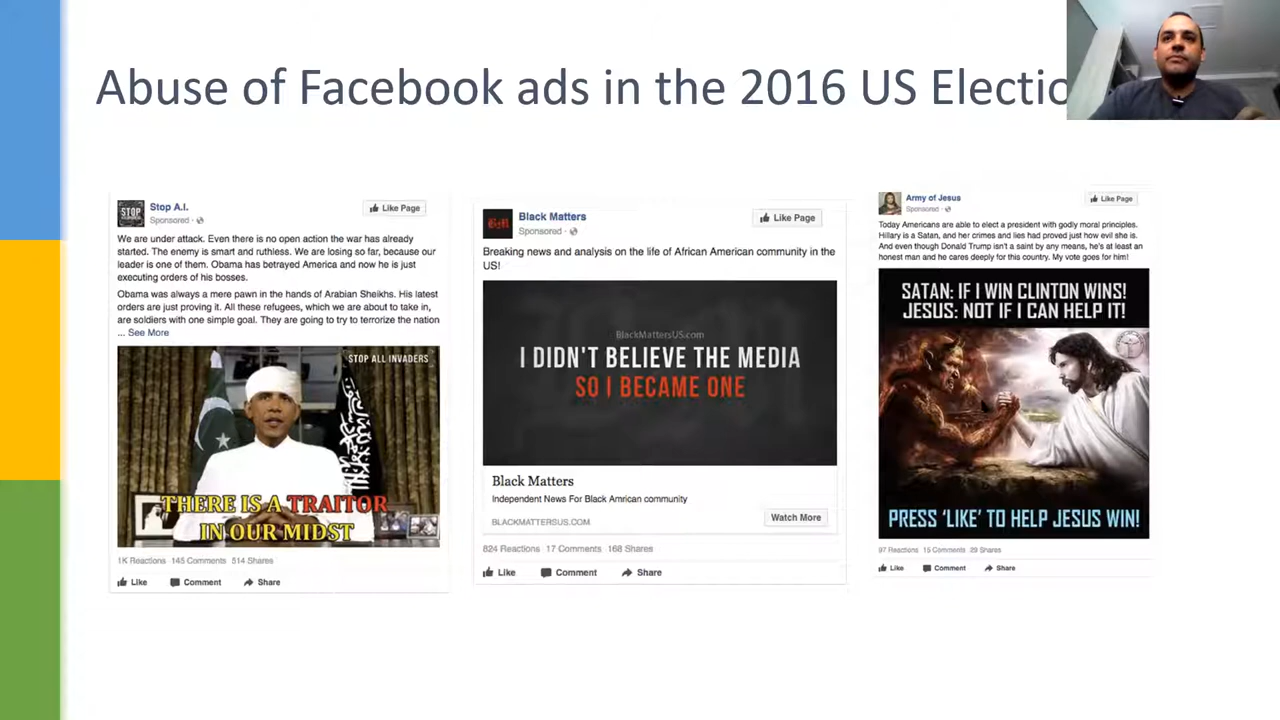 Abuse of Facebook ads in the 2016 US Electio
Stop A.I.
Sponsored ·
Like Page
We are under attack. Even there is no open action the war has already
started. The enemy is smart and ruthless. We are losing so far, because our
leader is one of them. Obama has betrayed America and now he is just
executing orders of his bosses.
Obama was always a mere pawn in the hands of Arabian Sheikhs. His latest
orders are just proving it. All these refugees, which we are about to take in,
are soldiers with one simple goal. They are going to try to terrorize the nation
... See More
STOP ALL INVADERS
THERE IS A TRAITOR
IN OUR MIDST
1K Reactions 145 Comments 514 Shares
Like Comment Share
Black Matters
Sponsored ·
Like Page
Breaking news and analysis on the life of African American community in the
US!
BlackMattersUS.com
I DIDN'T BELIEVE THE MEDIA
SO I BECAME ONE
Black Matters
Independent News For Black Amrican community
BLACKMATTERSUS.COM
Watch More
824 Reactions 17 Comments 168 Shares
Like Comment Share
Army of Jesus
Sponsored ·
Like Page
Today Americans are able to elect a president with godly moral principles.
Hillary is a Satan, and her crimes and lies had proved just how evil she is.
And even though Donald Trump isn't a saint by any means, he's at least an
honest man and he cares deeply for this country. My vote goes for him!
SATAN: IF I WIN CLINTON WINS!
JESUS: NOT IF I CAN HELP IT!
PRESS 'LIKE' TO HELP JESUS WIN!
97 Reactions 15 Comments 29 Shares
Like Comment Share